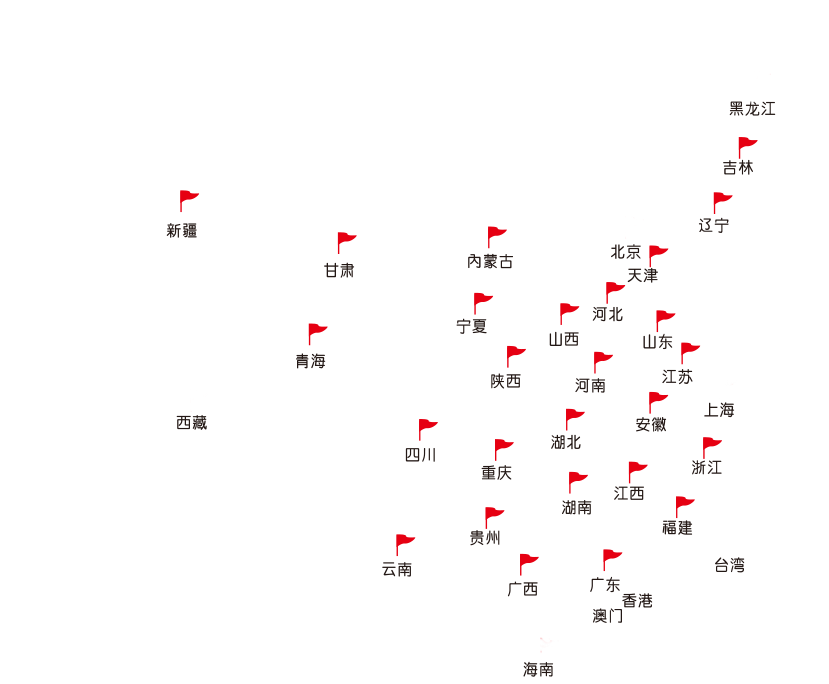 黑龙江
吉林
辽宁
新疆
北京
内蒙古
甘肃
天津
河北
宁夏
山西
山东
青海
江苏
陕西
河南
上海
西藏
安徽
湖北
四川
浙江
重庆
江西
湖南
福建
贵州
台湾
云南
广东
广西
香港
澳门
海南